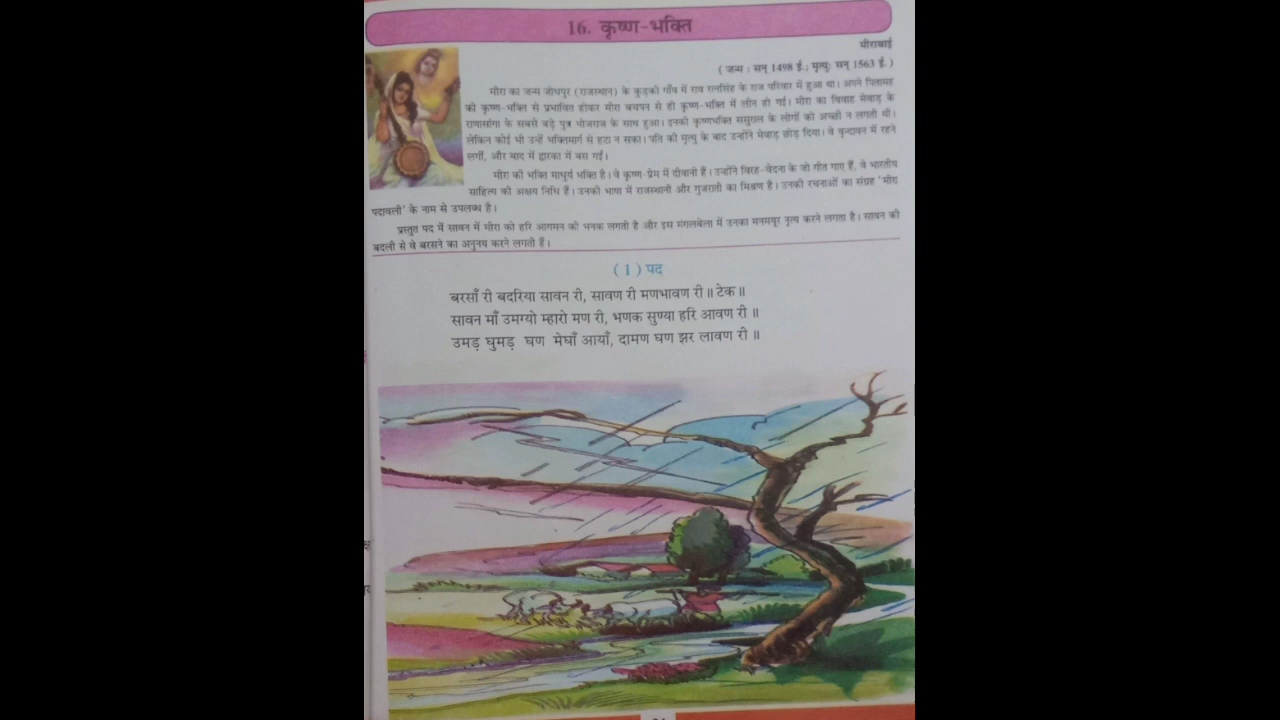 16. कृष्ण-भक्ति
मीराबाई
( जन्म : सन् 1498 ई.; मृत्यु: सन् 1563 ई. )
मीरा का जन्म जोधपुर (राजस्थान) के कुड़की गाँव में राव रत्नसिंह के राज परिवार में हुआ था। अपने पितामह
की कृष्ण-भक्ति से प्रभावित होकर मीरा बचपन से ही कृष्ण-भक्ति में लीन हो गई। मीरा का विवाह मेवाड़ के
राणासांगा के सबसे बड़े पुत्र भोजराज के साथ हुआ। इनकी कृष्णभक्ति ससुराल के लोगों को अच्छी न लगती थी।
लेकिन कोई भी उन्हें भक्तिमार्ग से हटा न सका। पति की मृत्यु के बाद उन्होंने मेवाड़ छोड़ दिया। वे वृन्दावन में रहने
लगीं, और बाद में द्वारका में बस गईं।
मीरा की भक्ति माधुर्य भक्ति है। वे कृष्ण-प्रेम में दीवानी हैं। उन्होंने विरह-वेदना के जो गीत गाए हैं, वे भारतीय
साहित्य की अक्षय निधि हैं। उनकी भाषा में राजस्थानी और गुजराती का मिश्रण है। उनकी रचनाओं का संग्रह 'मीरा
पदावली' के नाम से उपलब्ध है।
प्रस्तुत पद में सावन में मीरा को हरि आगमन की भनक लगती है और इस मंगलबेला में उनका मनमयूर नृत्य करने लगता है। सावन की
बदली से वे बरसने का अनुनय करने लगती हैं।
( 1 ) पद
बरसाँ री बदरिया सावन री, सावण री मणभावण री॥ टेक॥
सावन माँ उमग्यो म्हारो मण री, भणक सुण्या हरि आवण री॥
उमड़ घुमड़ घण मेघाँ आयाँ, दामण घण झर लावण री॥